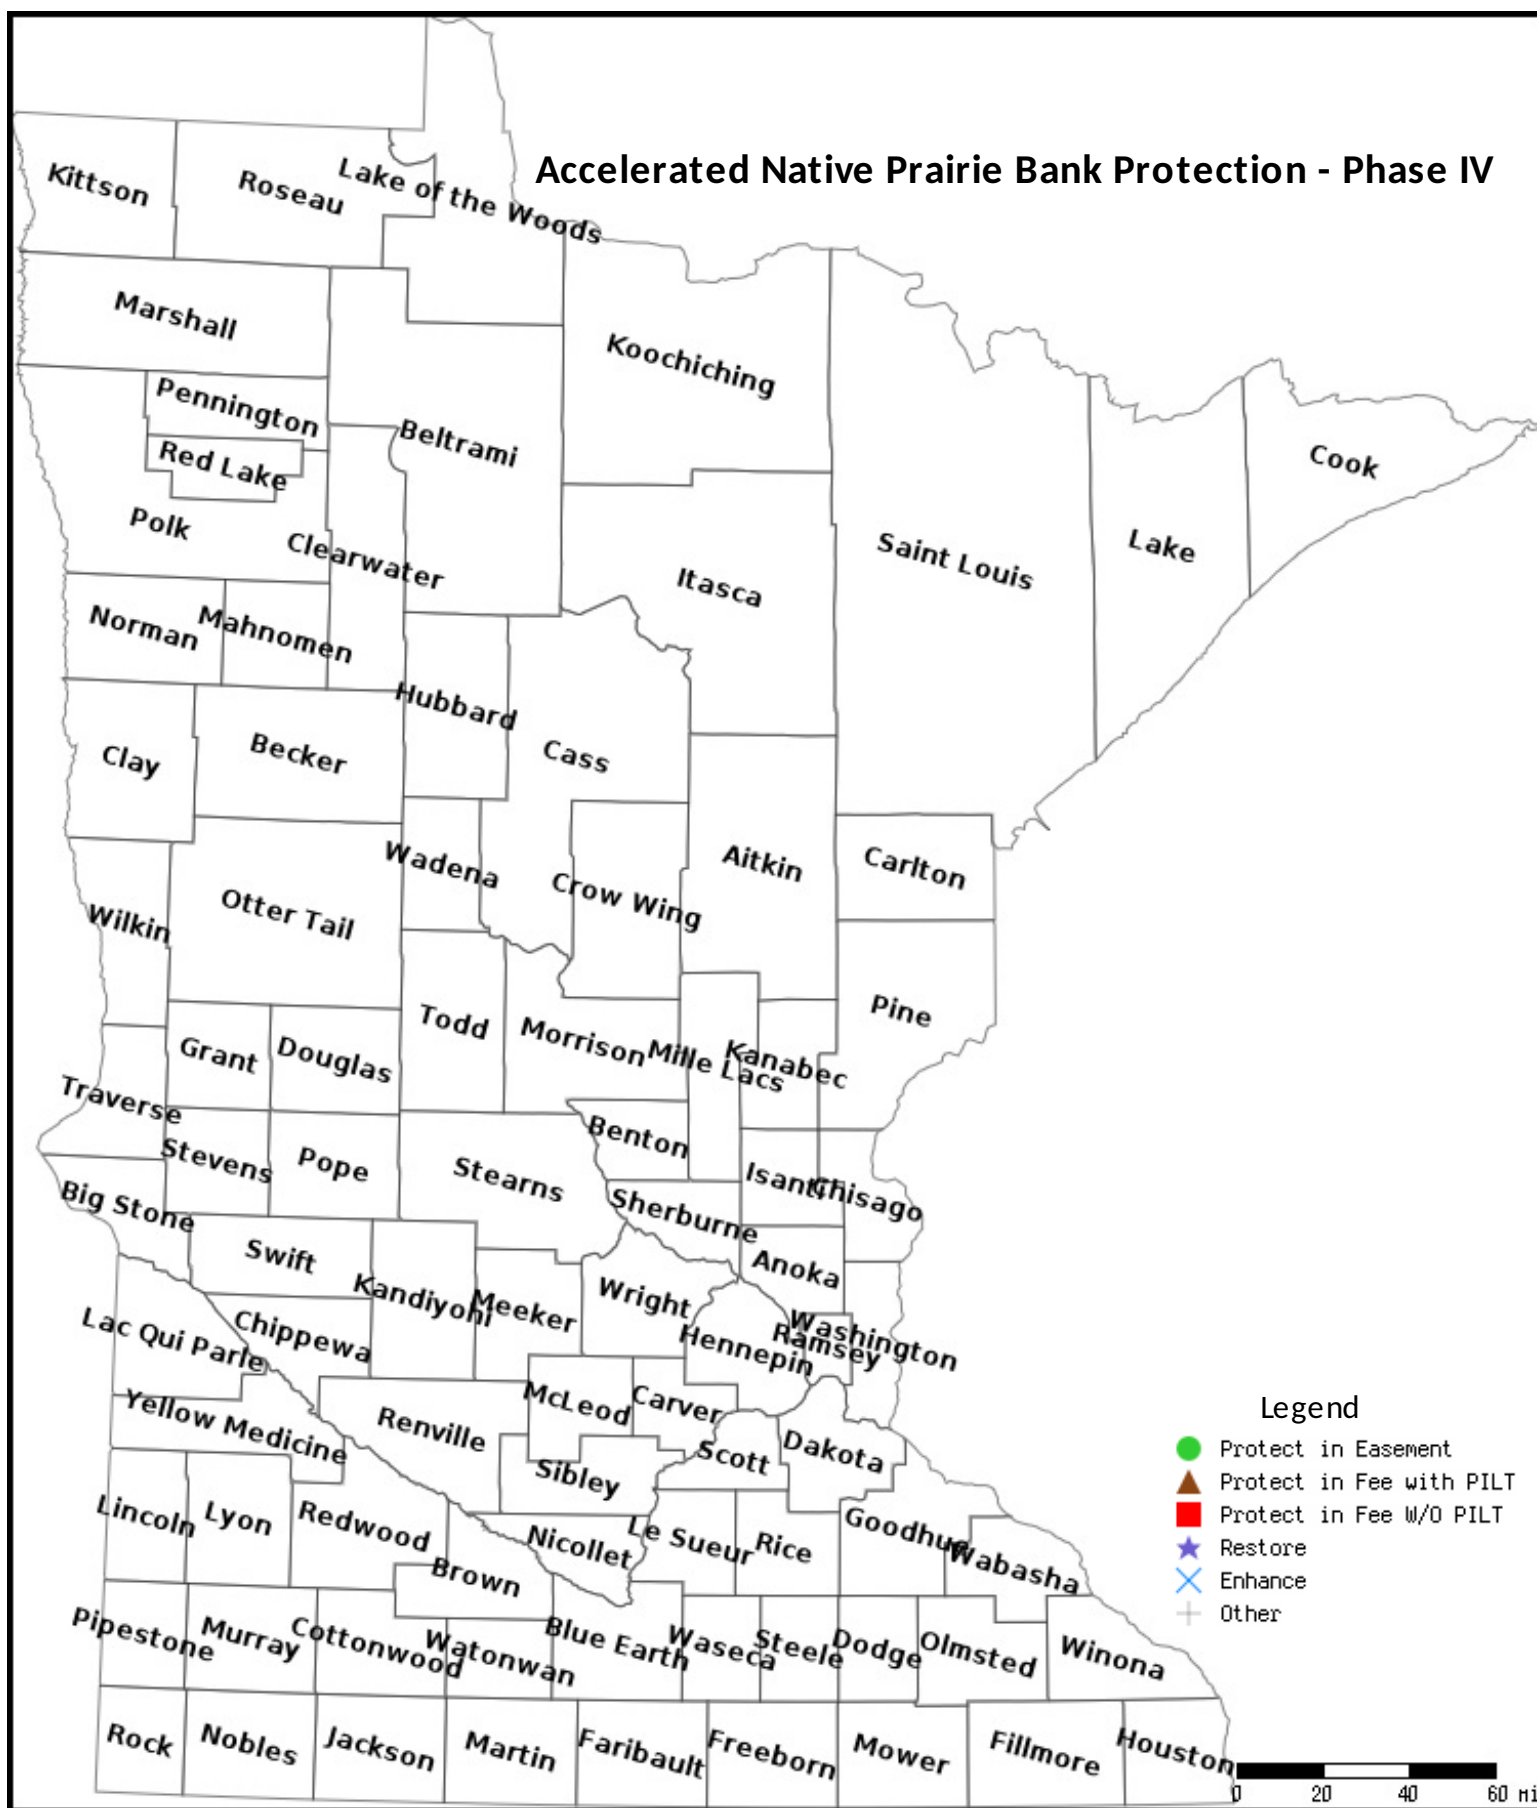 Accelerated Native Prairie Bank Protection - Phase IV
Kittson
Roseau
Lake of the Woods
Marshall
Koochiching
Pennington
Beltrami
Red Lake
Cook
Polk
Clearwater
Saint Louis
Lake
Itasca
Norman
Mahnomen
Hubbard
Clay
Becker
Cass
Wadena
Aitkin
Carlton
Crow Wing
Otter Tail
Wilkin
Todd
Morrison
Mille Lacs
Kanabec
Pine
Grant
Douglas
Traverse
Stevens
Pope
Stearns
Benton
Isanti
Chisago
Big Stone
Sherburne
Swift
Anoka
Kandiyohi
Meeker
Wright
Washington
Ramsey
Hennepin
Lac Qui Parle
Chippewa
McLeod
Carver
Yellow Medicine
Renville
Scott
Dakota
Sibley
Lincoln
Lyon
Redwood
Nicollet
Le Sueur
Rice
Goodhue
Wabasha
Brown
Pipestone
Murray
Cottonwood
Watonwan
Blue Earth
Waseca
Steele
Dodge
Olmsted
Winona
Rock
Nobles
Jackson
Martin
Faribault
Freeborn
Mower
Fillmore
Houston
Legend
Protect in Easement
Protect in Fee with PILT
Protect in Fee W/O PILT
Restore
Enhance
Other
0 20 40 60 Mi